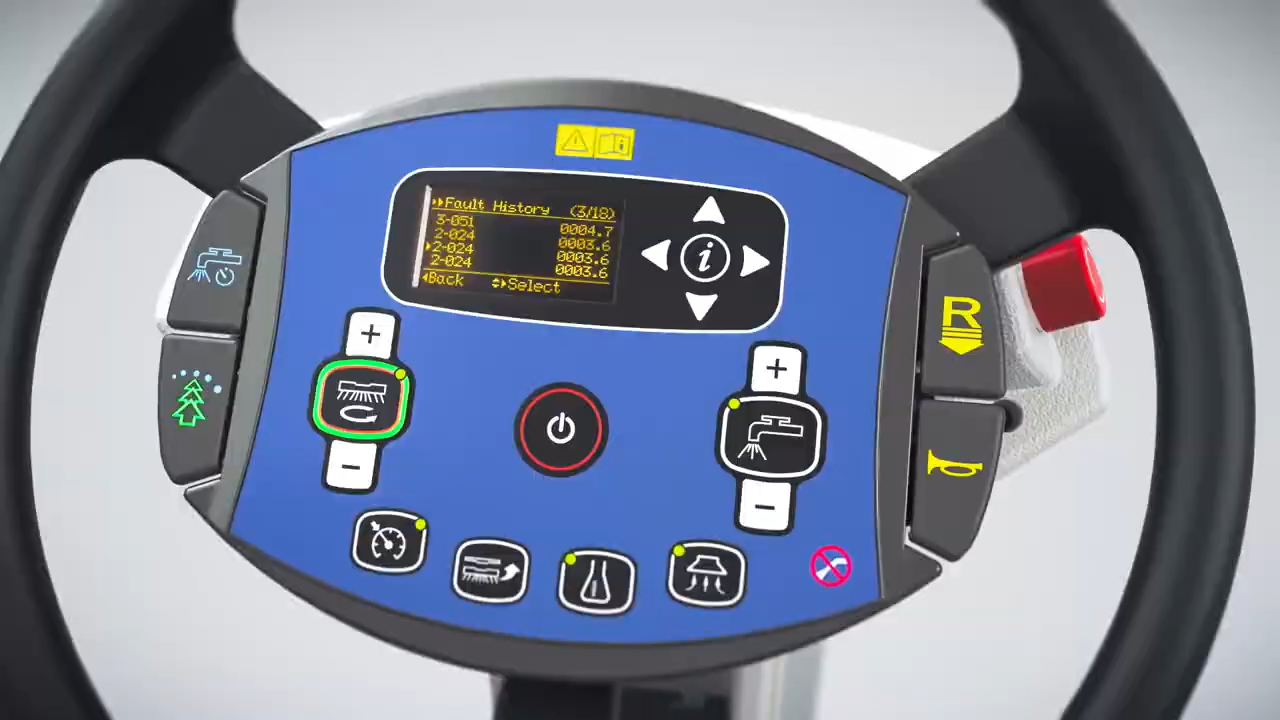 Fault History (3/18)
3-051 0004.7
2-024 0003.6
2-024 0003.6
2-024 0003.6
Back Select
i
R
+
+
-
-